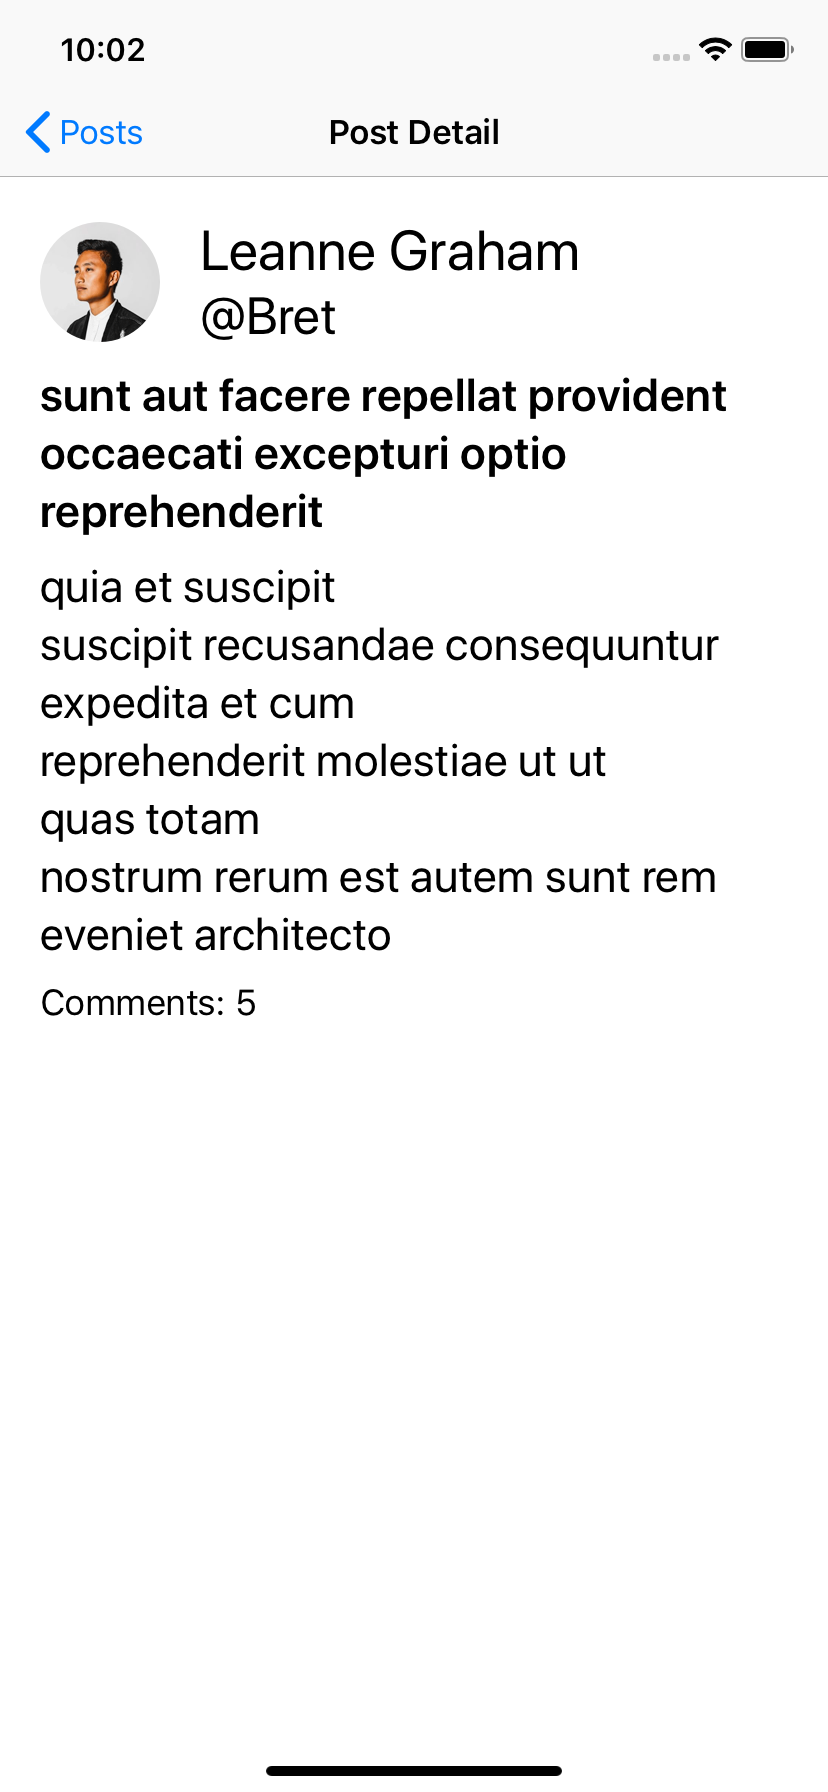 10:02
Posts
Post Detail
Leanne Graham
@Bret
sunt aut facere repellat provident
occaecati excepturi optio
reprehenderit
quia et suscipit
suscipit recusandae consequuntur
expedita et cum
reprehenderit molestiae ut ut
quas totam
nostrum rerum est autem sunt rem
eveniet architecto
Comments: 5